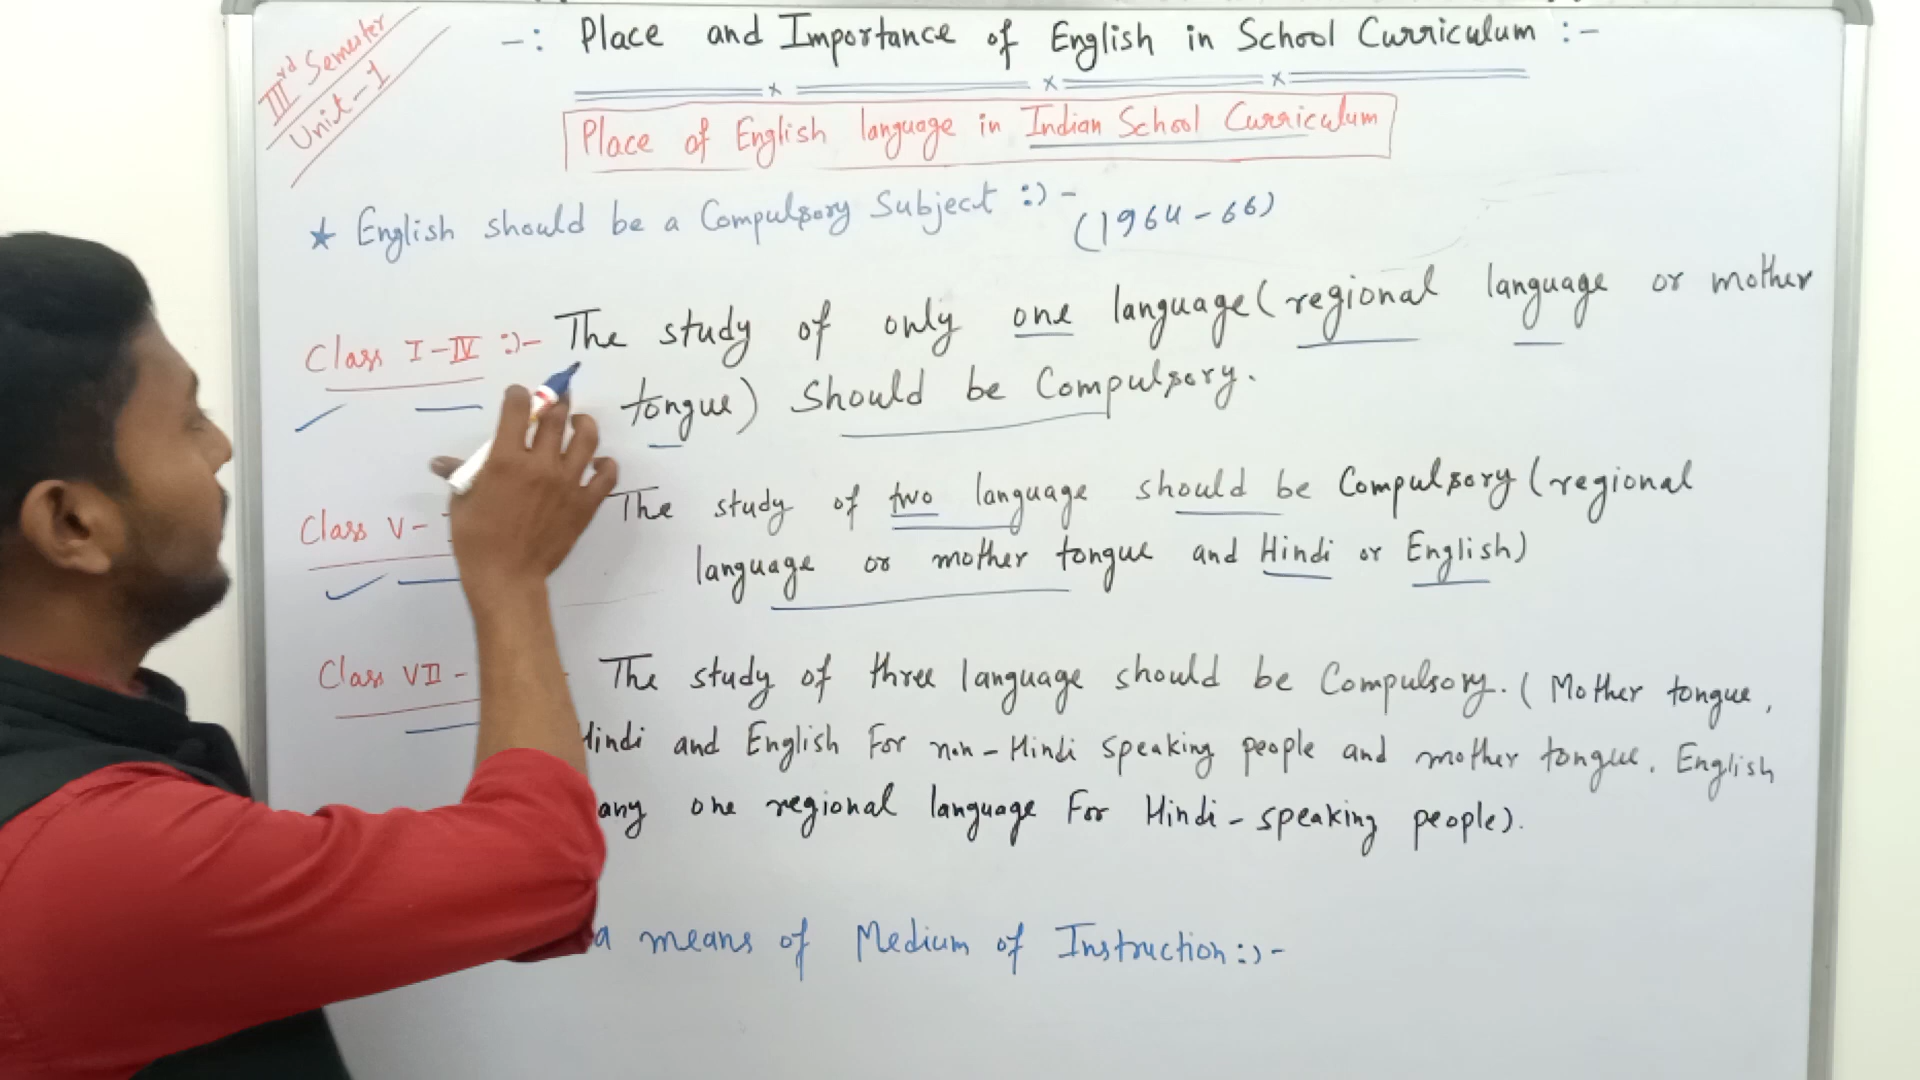 IIIrd Semester
Unit-1
-: Place and Importance of English in School Curriculum :-
Place of English language in Indian School Curriculum
★ English should be a Compulsory Subject :)-
(1964-66)
Class I-IV :)- The study of only one language (regional language or mother
tongue) Should be Compulsory.
Class V- The study of two language should be Compulsory (regional
language or mother tongue and Hindi or English)
Class VII- The study of three language should be Compulsory. (Mother tongue,
Hindi and English For non-Hindi speaking people and mother tongue, English
any one regional language For Hindi-speaking people).
a means of Medium of Instruction :)-